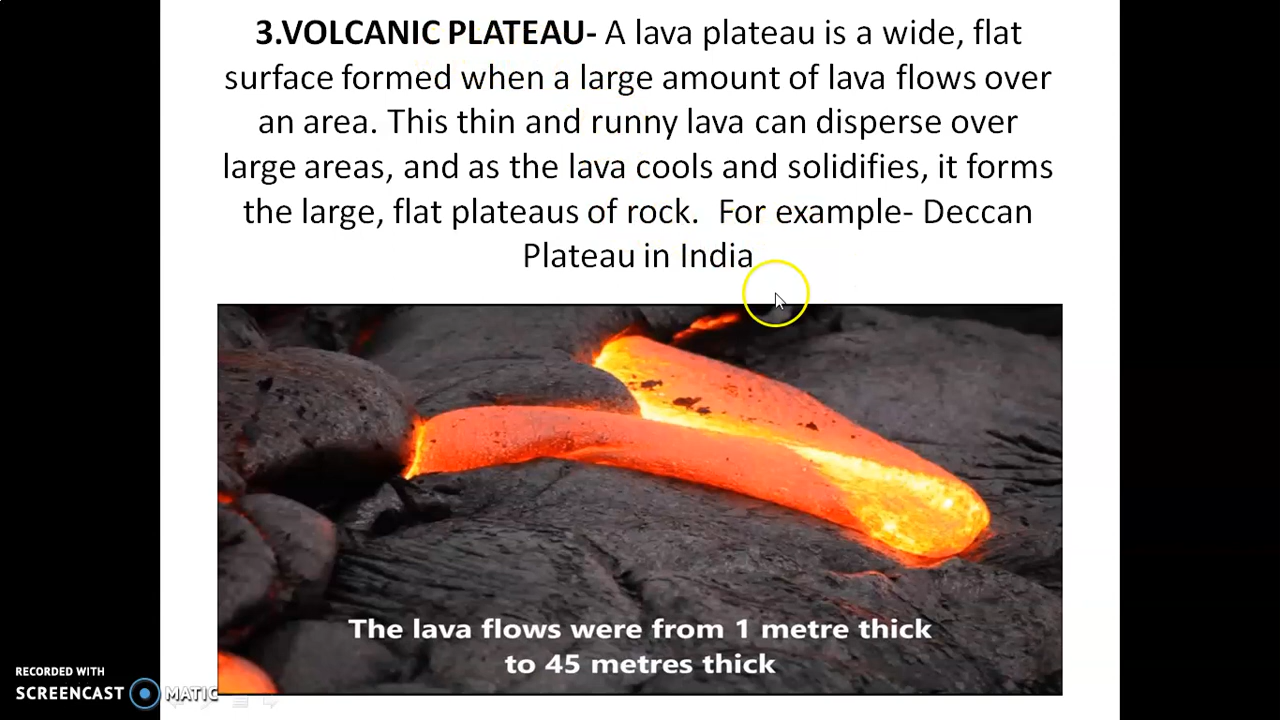 3.VOLCANIC PLATEAU- A lava plateau is a wide, flat
surface formed when a large amount of lava flows over
an area. This thin and runny lava can disperse over
large areas, and as the lava cools and solidifies, it forms
the large, flat plateaus of rock.  For example- Deccan
Plateau in India
The lava flows were from 1 metre thick
to 45 metres thick
RECORDED WITH
SCREENCAST MATIC